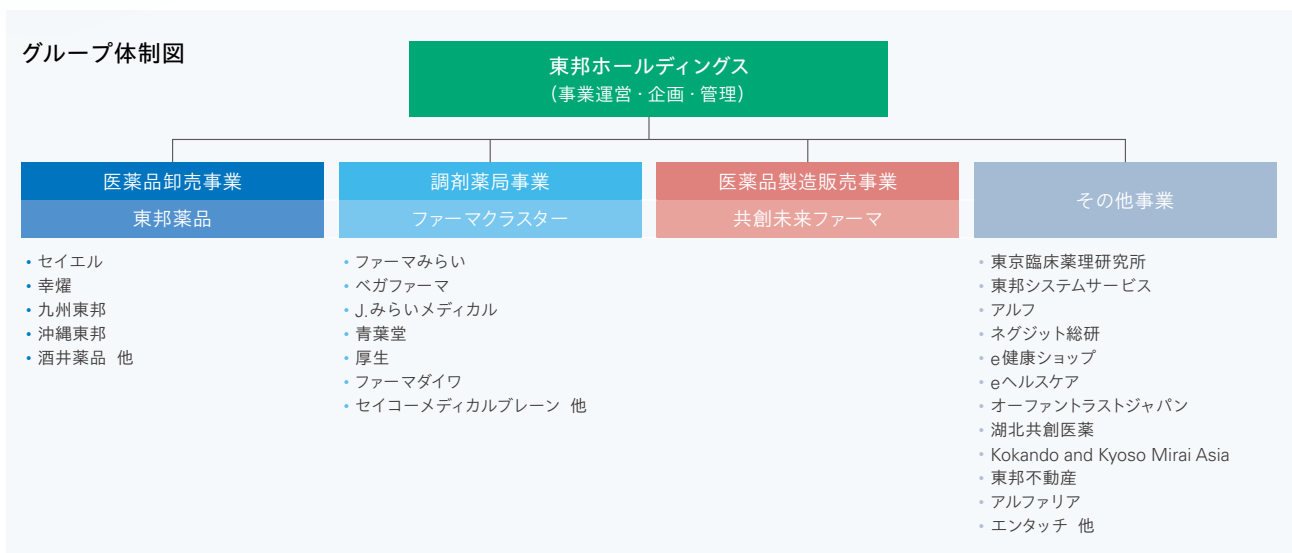 グループ体制図
東邦ホールディングス
（事業運営・企画・管理）
医薬品卸売事業
東邦薬品
・セイエル
・幸燿
・九州東邦
・沖縄東邦
・酒井薬品 他
調剤薬局事業
ファーマクラスター
・ファーマみらい
・ベガファーマ
・J.みらいメディカル
・青葉堂
・厚生
・ファーマダイワ
・セイコーメディカルブレーン 他
医薬品製造販売事業
共創未来ファーマ
その他事業
・東京臨床薬理研究所
・東邦システムサービス
・アルフ
・ネグジット総研
・e健康ショップ
・eヘルスケア
・オーファントラストジャパン
・湖北共創医薬
・Kokando and Kyoso Mirai Asia
・東邦不動産
・アルファリア
・エンタッチ 他